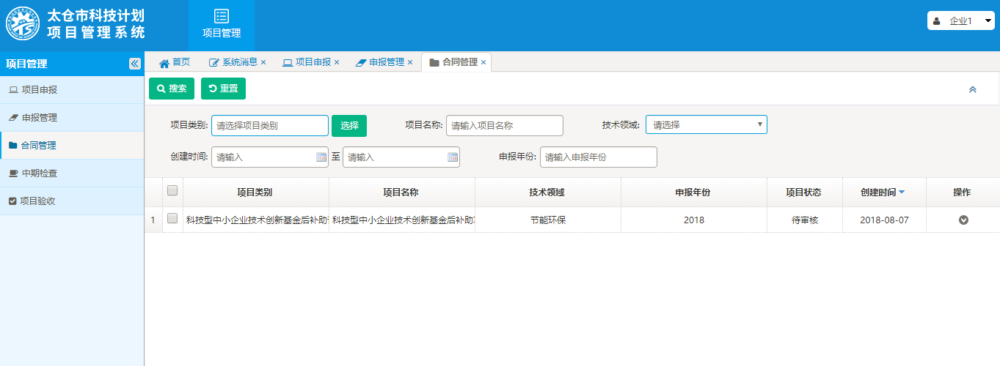 太仓市科技计划
项目管理系统
项目管理
企业1
项目管理
项目申报
申报管理
合同管理
中期检查
项目验收
首页 系统消息 项目申报 申报管理 合同管理
搜索 重置
项目类别: 请选择项目类别 选择 项目名称: 请输入项目名称 技术领域: 请选择
创建时间: 请输入 至 请输入 申报年份: 请输入申报年份
项目类别 项目名称 技术领域 申报年份 项目状态 创建时间 操作
1 科技型中小企业技术创新基金后补助 科技型中小企业技术创新基金后补助 节能环保 2018 待审核 2018-08-07